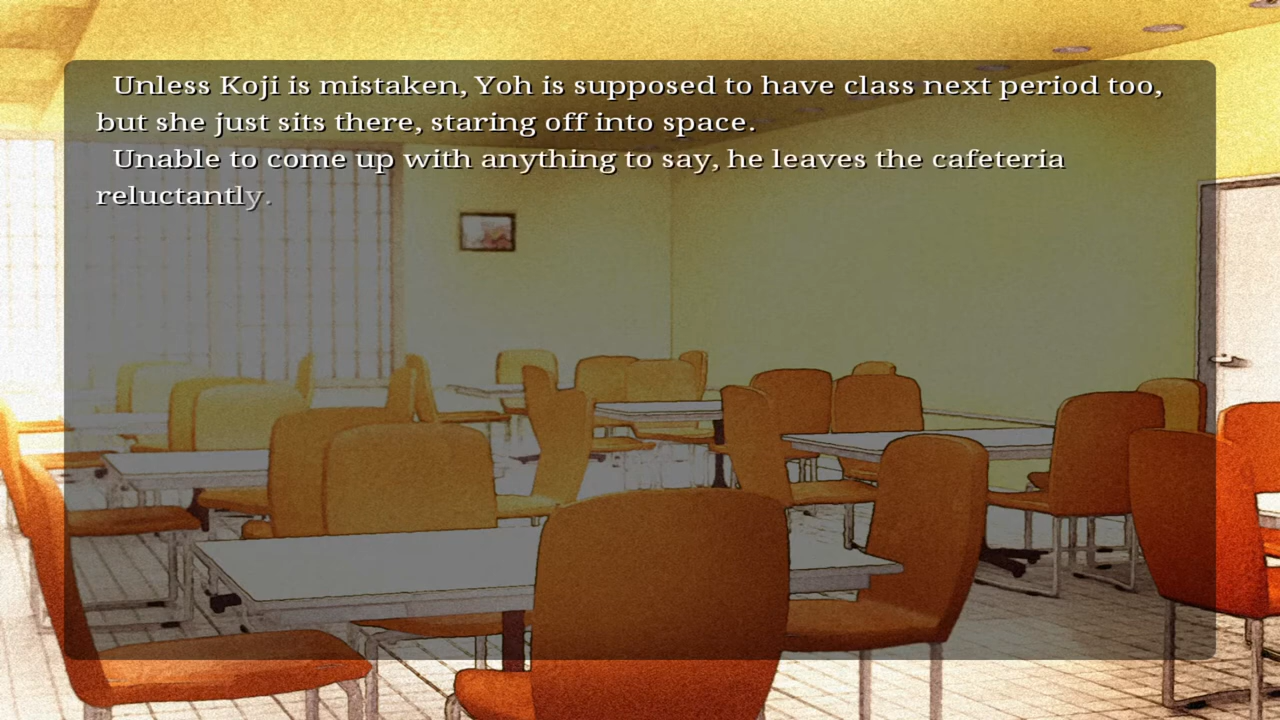 Unless Koji is mistaken, Yoh is supposed to have class next period too,
but she just sits there, staring off into space.
Unable to come up with anything to say, he leaves the cafeteria
reluctantly.